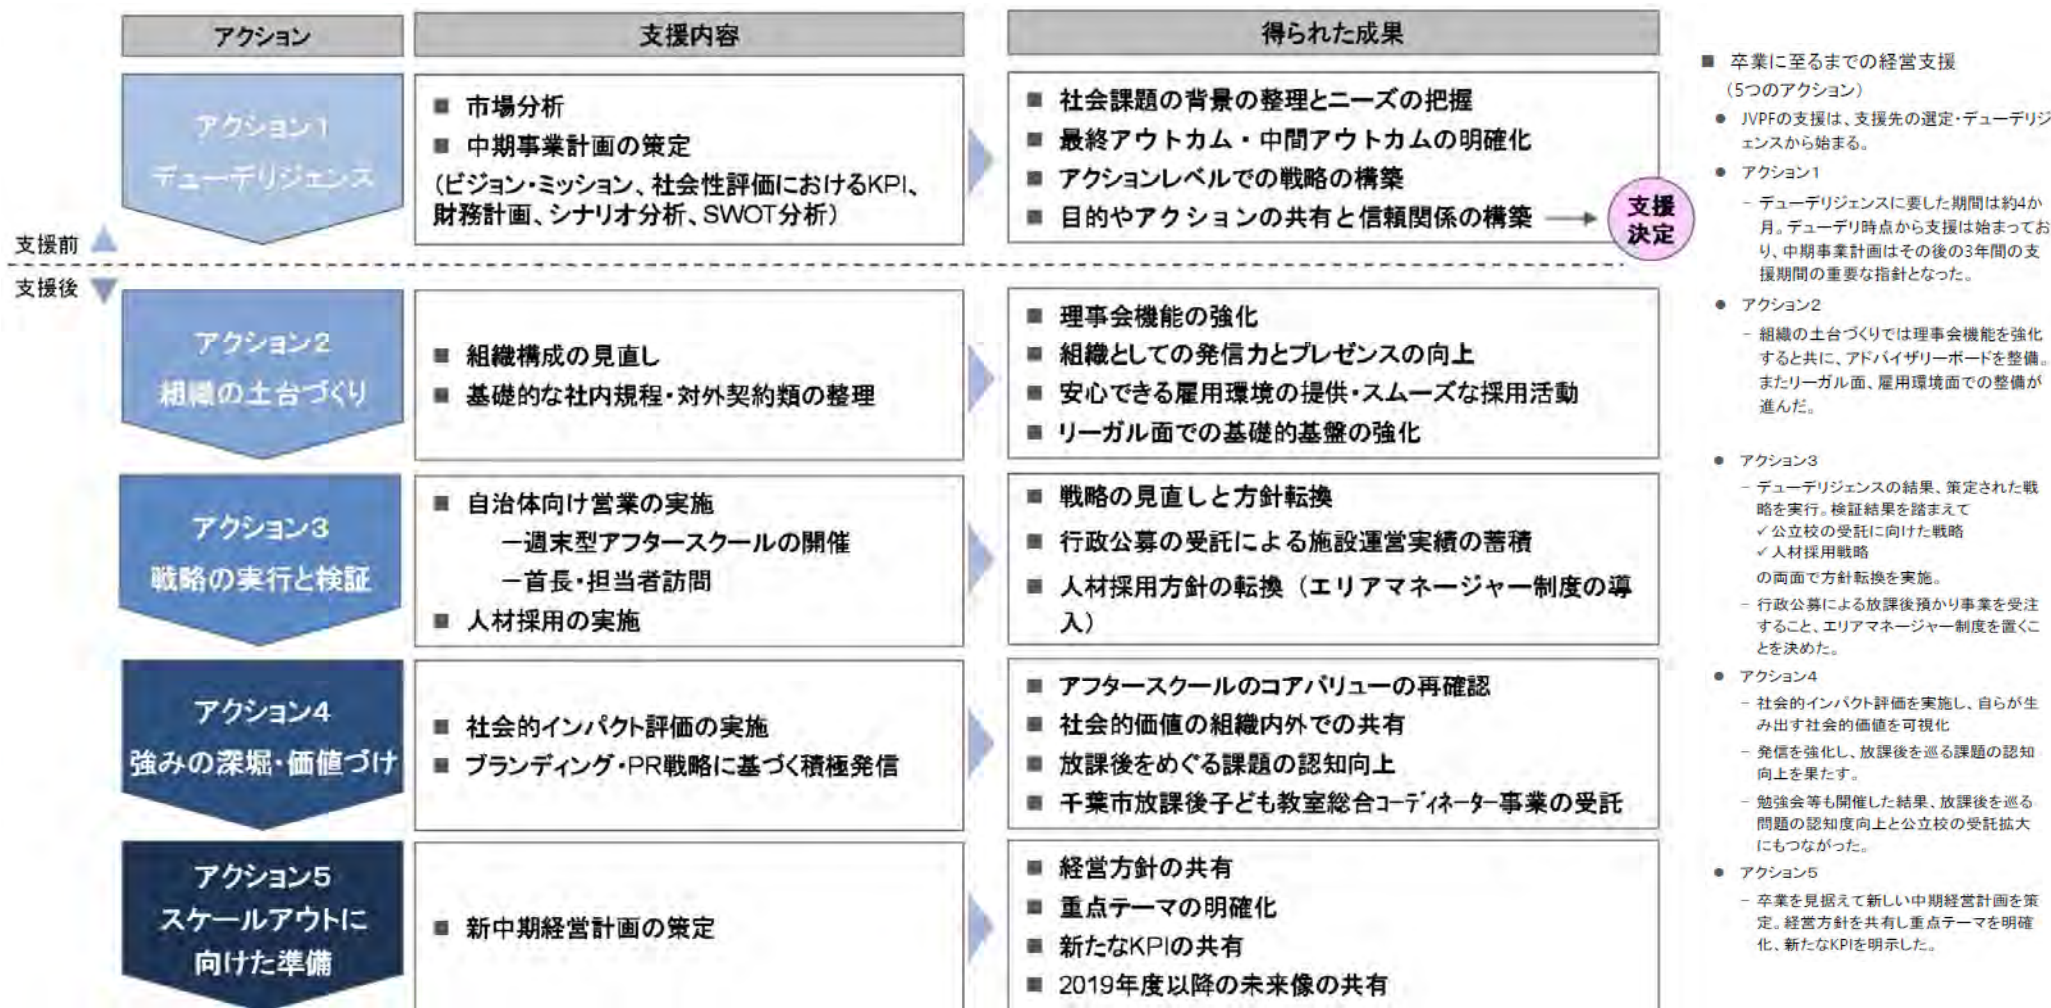 アクション
支援内容
得られた成果
アクション1
デューデリジェンス
■ 市場分析
■ 中期事業計画の策定
(ビジョン・ミッション、社会性評価におけるKPI、
財務計画、シナリオ分析、SWOT分析)
■ 社会課題の背景の整理とニーズの把握
■ 最終アウトカム・中間アウトカムの明確化
■ アクションレベルでの戦略の構築
■ 目的やアクションの共有と信頼関係の構築
支援
決定
支援前
支援後
アクション2
組織の土台づくり
■ 組織構成の見直し
■ 基礎的な社内規程・対外契約類の整理
■ 理事会機能の強化
■ 組織としての発信力とプレゼンスの向上
■ 安心できる雇用環境の提供・スムーズな採用活動
■ リーガル面での基礎的基盤の強化
アクション3
戦略の実行と検証
■ 自治体向け営業の実施
－週末型アフタースクールの開催
－首長・担当者訪問
■ 人材採用の実施
■ 戦略の見直しと方針転換
■ 行政公募の受託による施設運営実績の蓄積
■ 人材採用方針の転換（エリアマネージャー制度の導
入）
アクション4
強みの深堀・価値づけ
■ 社会的インパクト評価の実施
■ ブランディング・PR戦略に基づく積極発信
■ アフタースクールのコアバリューの再確認
■ 社会的価値の組織内外での共有
■ 放課後をめぐる課題の認知向上
■ 千葉市放課後子ども教室総合コーディネーター事業の受託
アクション5
スケールアウトに
向けた準備
■ 新中期経営計画の策定
■ 経営方針の共有
■ 重点テーマの明確化
■ 新たなKPIの共有
■ 2019年度以降の未来像の共有
■ 卒業に至るまでの経営支援
（5つのアクション）
● JVPFの支援は、支援先の選定・デューデリジ
ェンスから始まる。
● アクション1
− デューデリジェンスに要した期間は約4か
月。デューデリ時点から支援は始まってお
り、中期事業計画はその後の3年間の支
援期間の重要な指針となった。
● アクション2
− 組織の土台づくりでは理事会機能を強化
すると共に、アドバイザリーボードを整備。
またリーガル面、雇用環境面での整備が
進んだ。
● アクション3
− デューデリジェンスの結果、策定された戦
略を実行。検証結果を踏まえて
✓ 公立校の受託に向けた戦略
✓ 人材採用戦略
の両面で方針転換を実施。
− 行政公募による放課後預かり事業を受注
すること、エリアマネージャー制度を置くこ
とを決めた。
● アクション4
− 社会的インパクト評価を実施し、自らが生
み出す社会的価値を可視化
− 発信を強化し、放課後を巡る課題の認知
向上を果たす。
− 勉強会等も開催した結果、放課後を巡る
問題の認知度向上と公立校の受託拡大
にもつながった。
● アクション5
− 卒業を見据えて新しい中期経営計画を策
定。経営方針を共有し重点テーマを明確
化、新たなKPIを明示した。